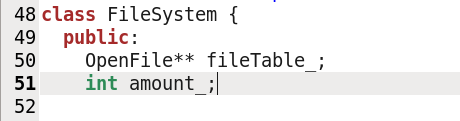 48 class FileSystem {
49   public:
50     OpenFile** fileTable_;
51     int amount_;
52